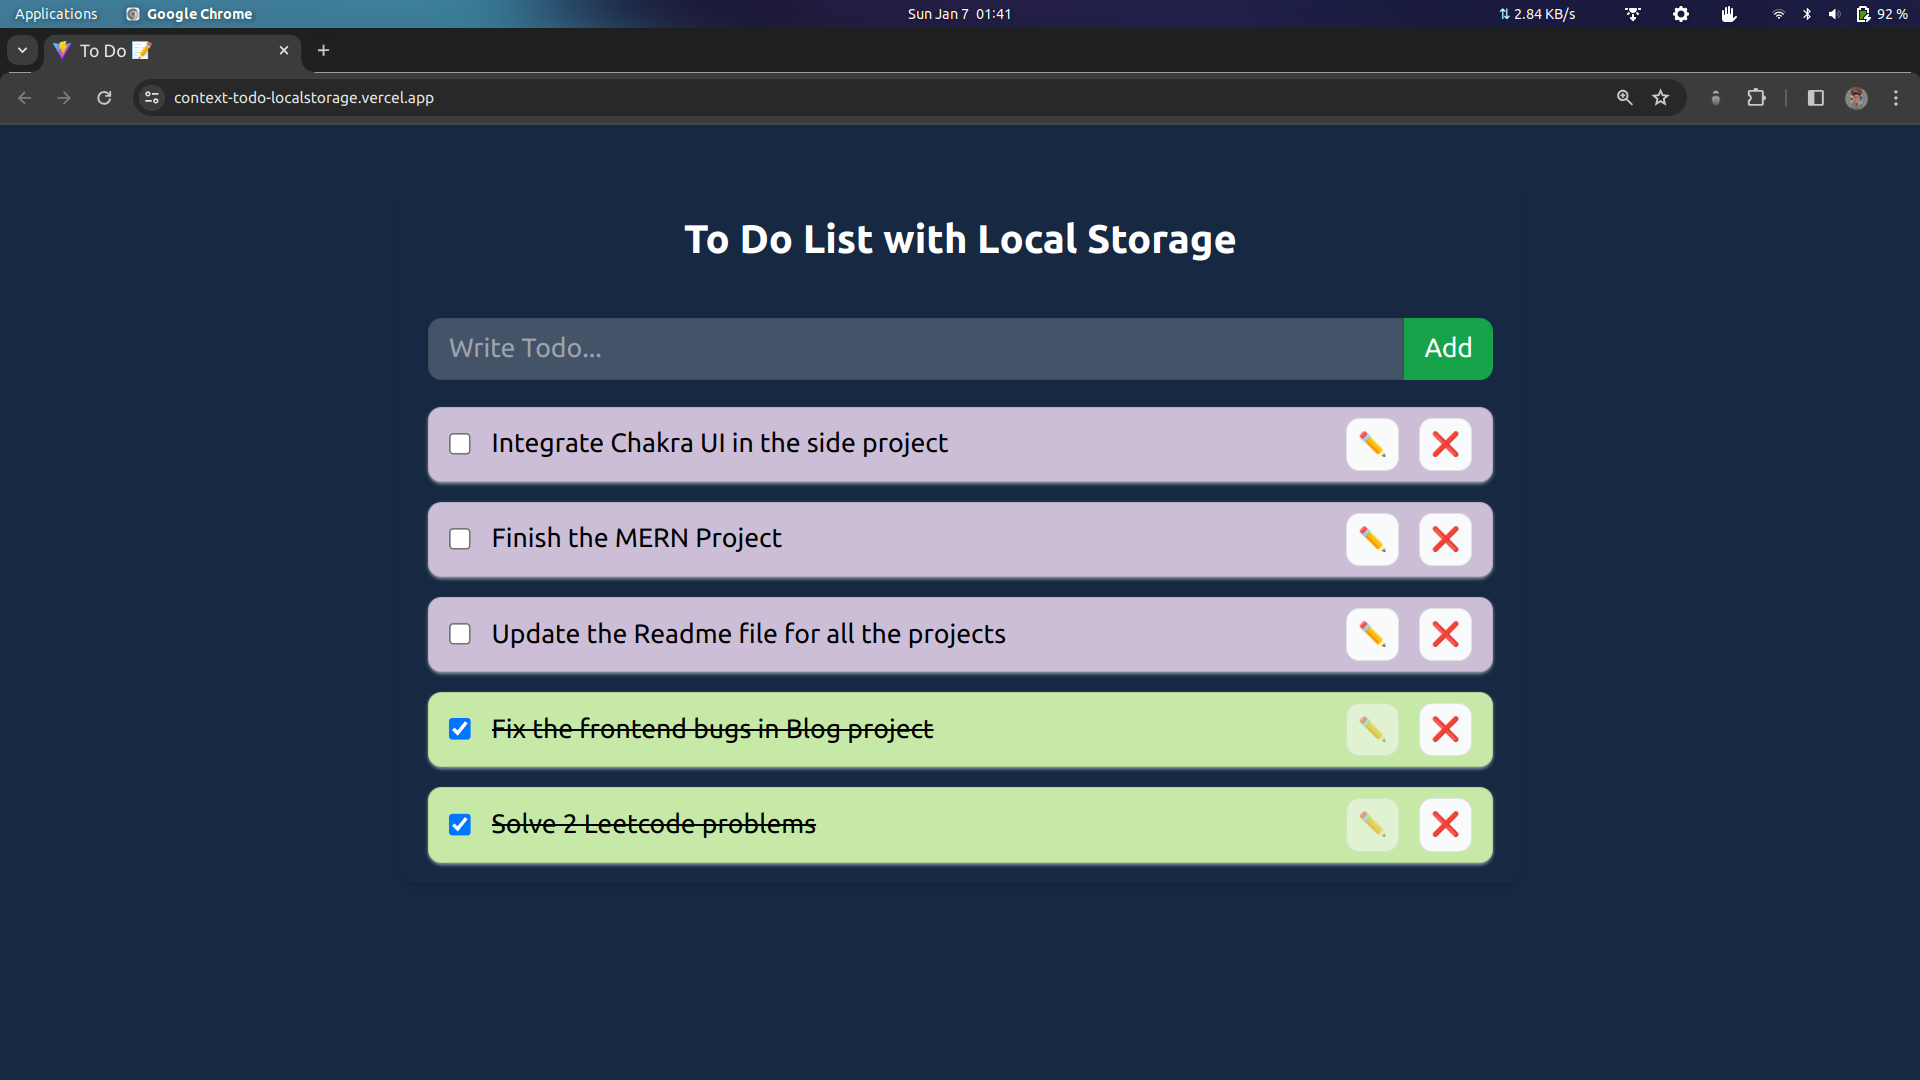 Applications Google Chrome Sun Jan 7 01:41 2.84 KB/s 92 %
To Do
context-todo-localstorage.vercel.app
To Do List with Local Storage
Write Todo... Add
Integrate Chakra UI in the side project
Finish the MERN Project
Update the Readme file for all the projects
Fix the frontend bugs in Blog project
Solve 2 Leetcode problems